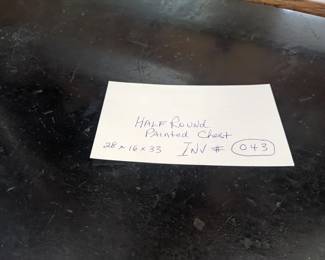 Half Round
Painted Chest
28 x 16 x 33 Inv # 043